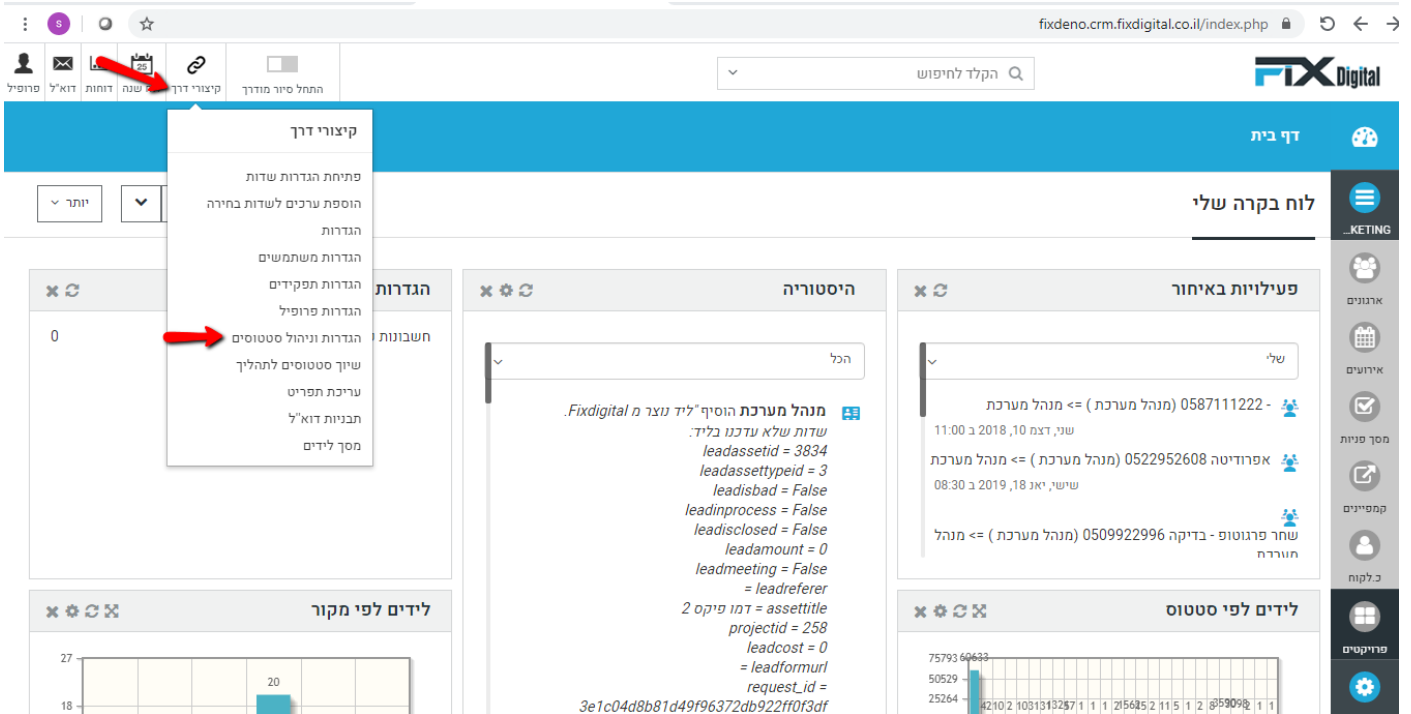 fixdeno.crm.fixdigital.co.il/index.php
s
FIX Digital
הקלד לחיפוש
התחל סיור מודרך
קיצורי דרך
שנה
25
דוחות
דוא"ל
פרופיל
דף בית
קיצורי דרך
פתיחת הגדרות שדות
הוספת ערכים לשדות בחירה
הגדרות
הגדרות משתמשים
הגדרות תפקידים
הגדרות פרופיל
הגדרות וניהול סטטוסים
שיוך סטטוסים לתהליך
עריכת תפריט
תבניות דוא"ל
מסך לידים
לוח בקרה שלי
יותר
...KETING
ארגונים
אירועים
מסך פניות
קמפיינים
כ.לקוח
פרויקטים
פעילויות באיחור
שלי
- 0587111222 (מנהל מערכת ) => מנהל מערכת
שני, דצמ 10, 2018 ב 11:00
אפרודיטה 0522952608 (מנהל מערכת ) => מנהל מערכת
שישי, יאנ 18, 2019 ב 08:30
שחר פרגוטופ - בדיקה 0509922996 (מנהל מערכת ) => מנהל
מערכת
היסטוריה
הכל
מנהל מערכת הוסיף "ליד נוצר מ Fixdigital.
שדות שלא עדכנו בליד:
leadassetid = 3834
leadassettypeid = 3
leadisbad = False
leadinprocess = False
leadisclosed = False
leadamount = 0
leadmeeting = False
= leadreferer
assettitle = דמו פיקס 2
projectid = 258
leadcost = 0
= leadformurl
request_id =
3e1c04d8b81d49f96372db922ff0f3df
הגדרות
חשבונות
0
לידים לפי סטטוס
75793
60633
50529
25264
לידים לפי מקור
27
20
18